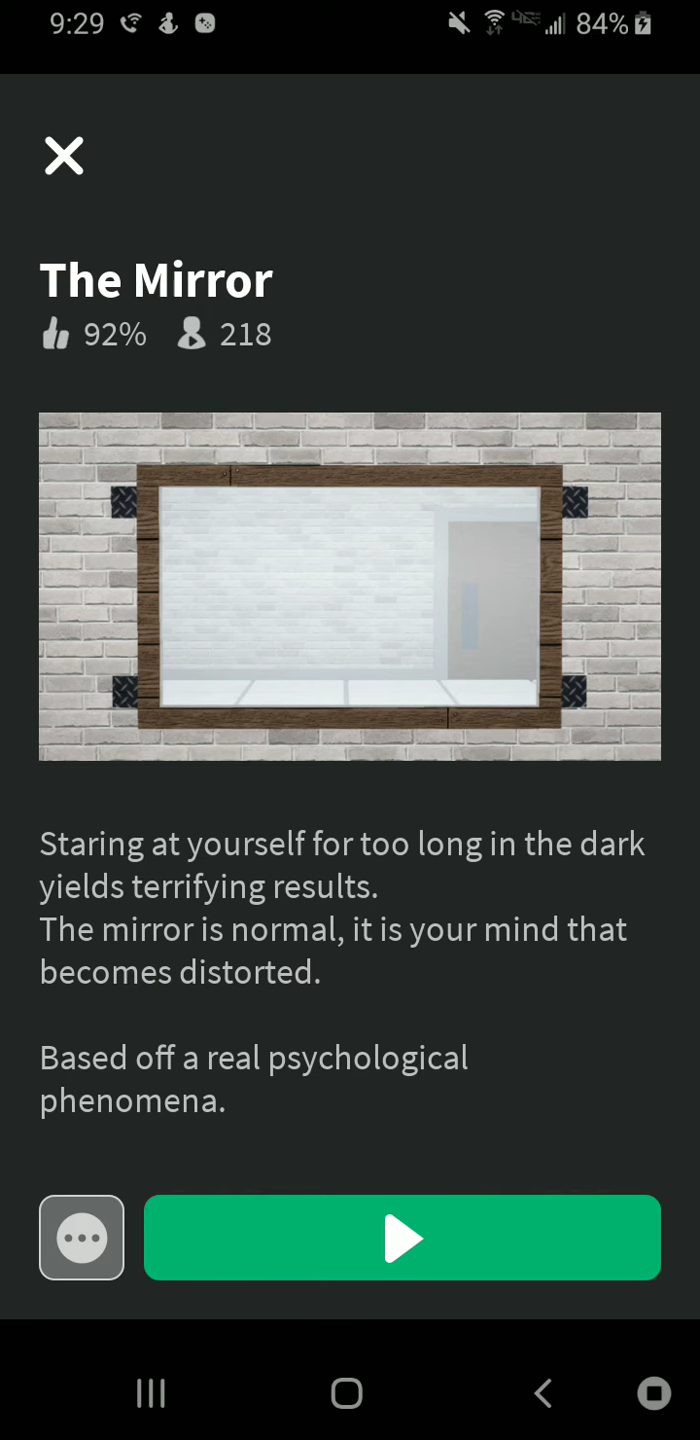 9:29
84%
The Mirror
92% 218
Staring at yourself for too long in the dark
yields terrifying results.
The mirror is normal, it is your mind that
becomes distorted.
Based off a real psychological
phenomena.